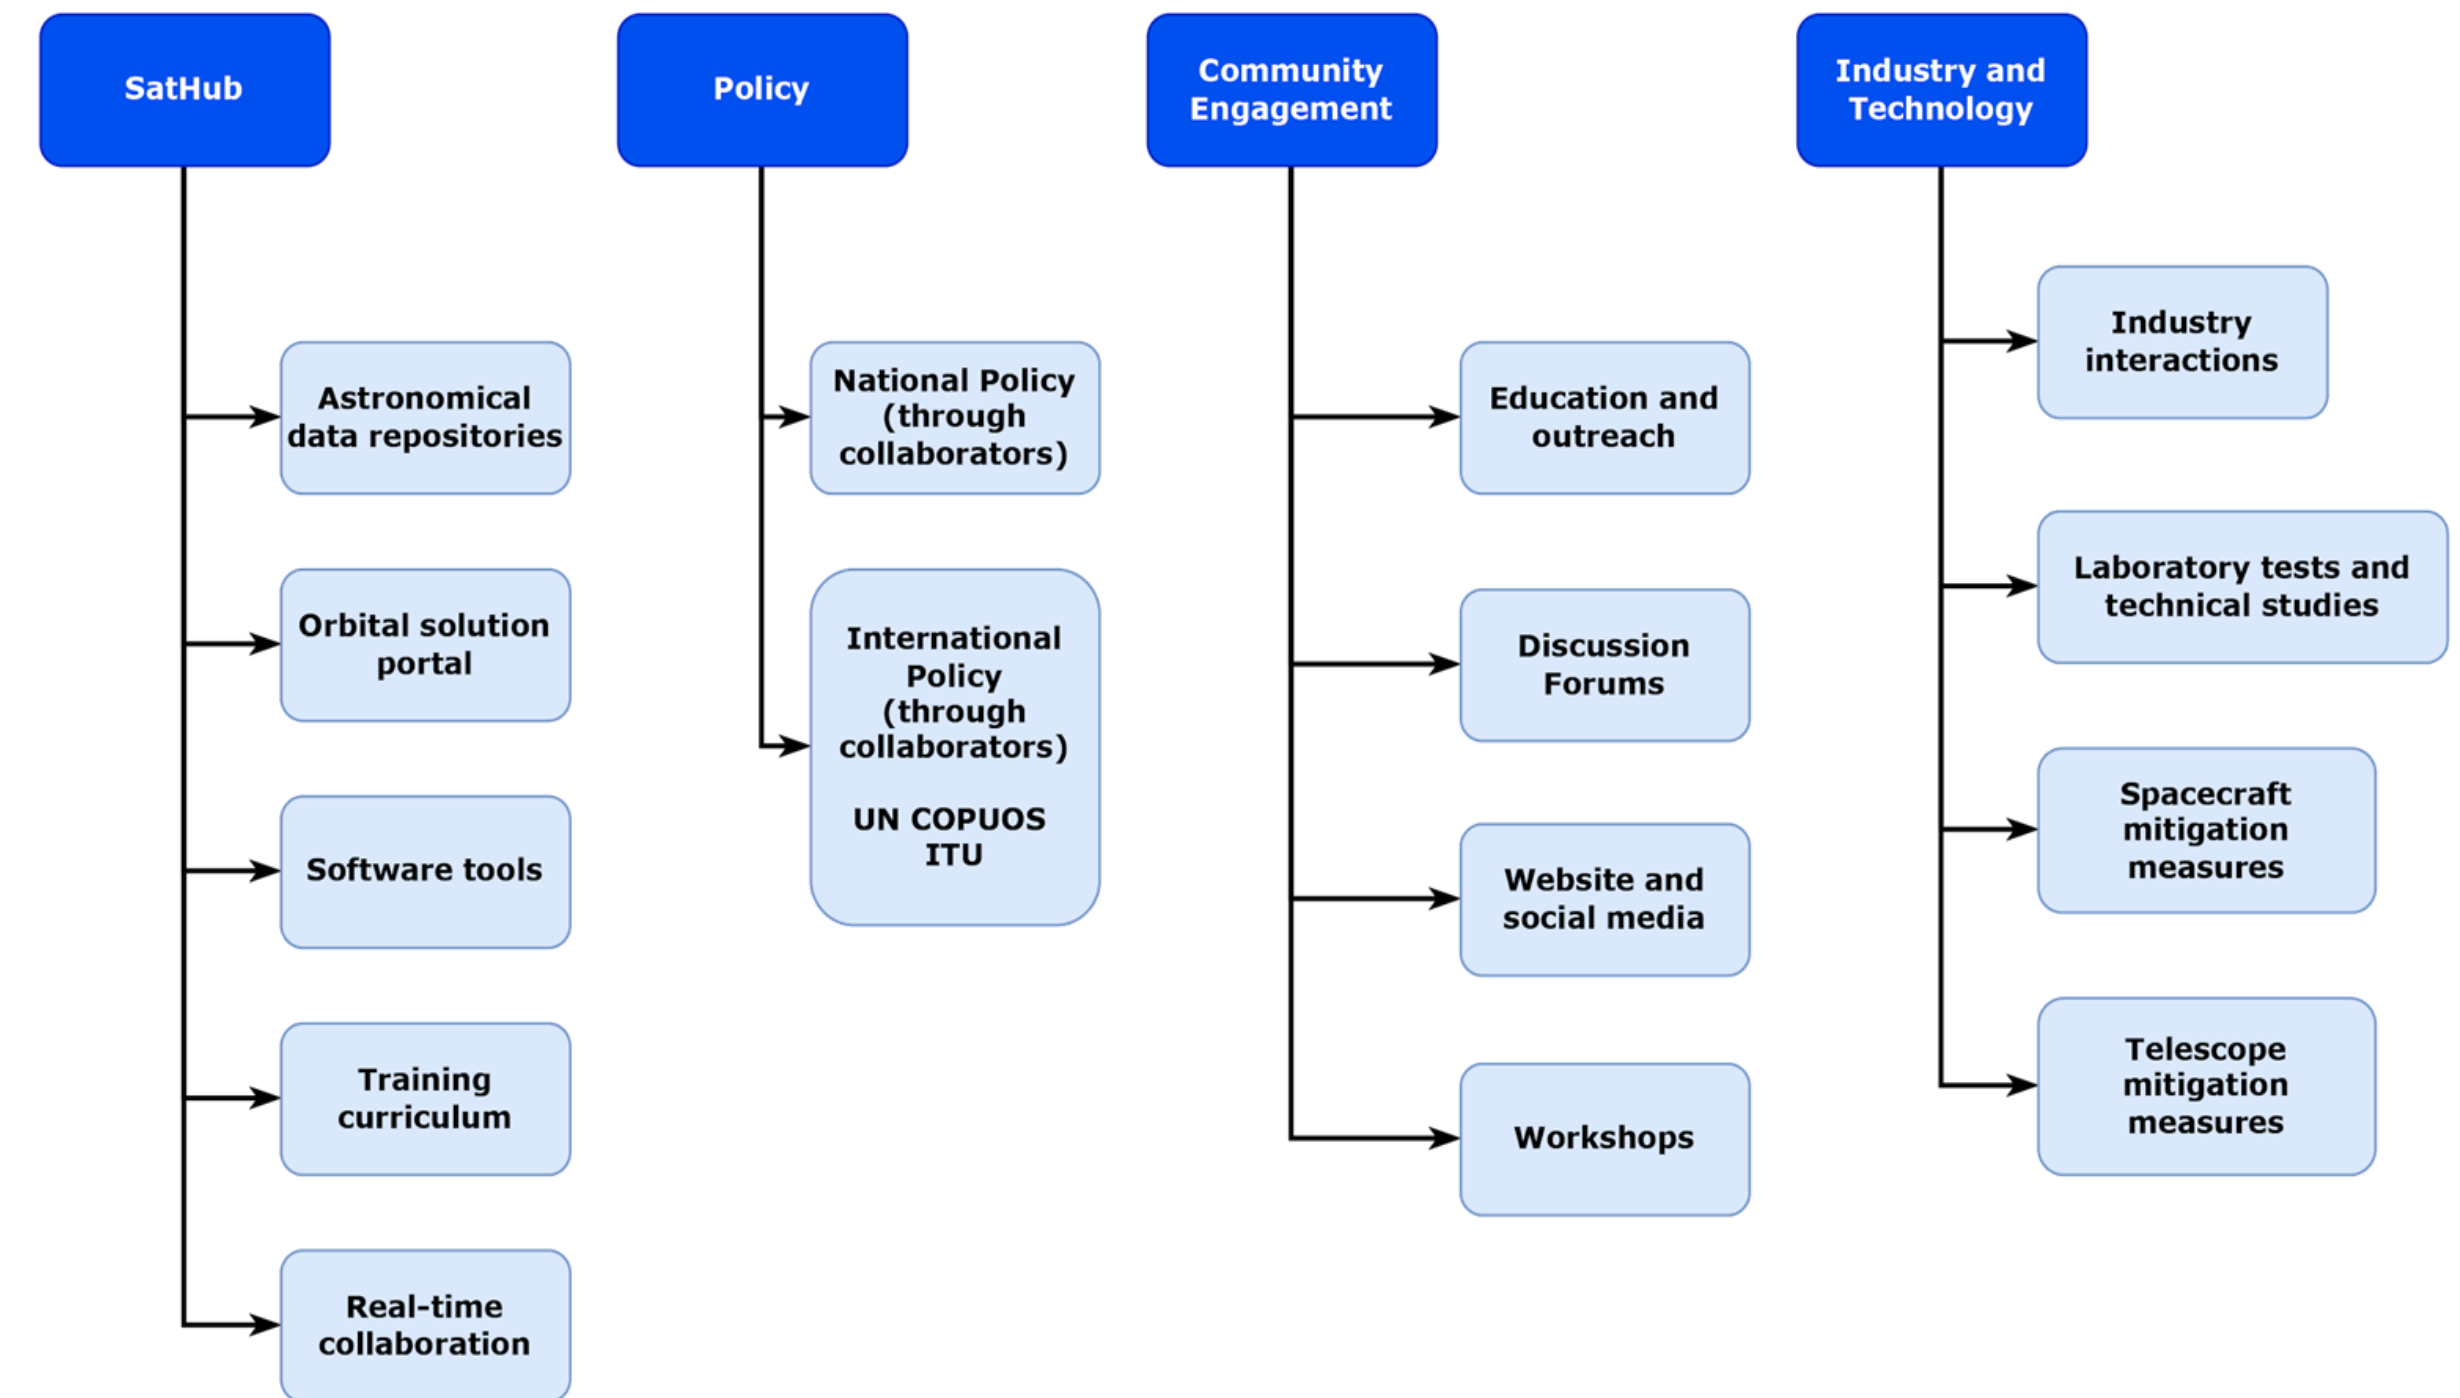 SatHub
Astronomical
data repositories
Orbital solution
portal
Software tools
Training
curriculum
Real-time
collaboration
Policy
National Policy
(through
collaborators)
International
Policy
(through
collaborators)
UN COPUOS
ITU
Community
Engagement
Education and
outreach
Discussion
Forums
Website and
social media
Workshops
Industry and
Technology
Industry
interactions
Laboratory tests and
technical studies
Spacecraft
mitigation
measures
Telescope
mitigation
measures